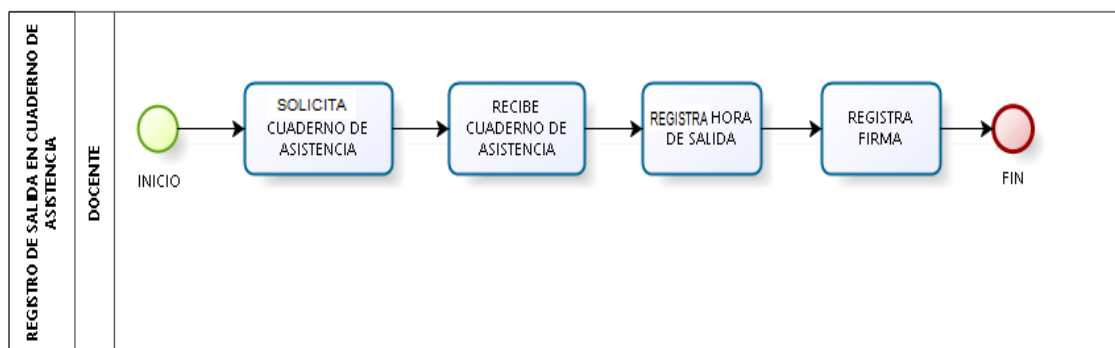 REGISTRO DE SALIDA EN CUADERNO DE
ASISTENCIA
DOCENTE
INICIO
SOLICITA
CUADERNO DE
ASISTENCIA
RECIBE
CUADERNO DE
ASISTENCIA
REGISTRA HORA
DE SALIDA
REGISTRA
FIRMA
FIN